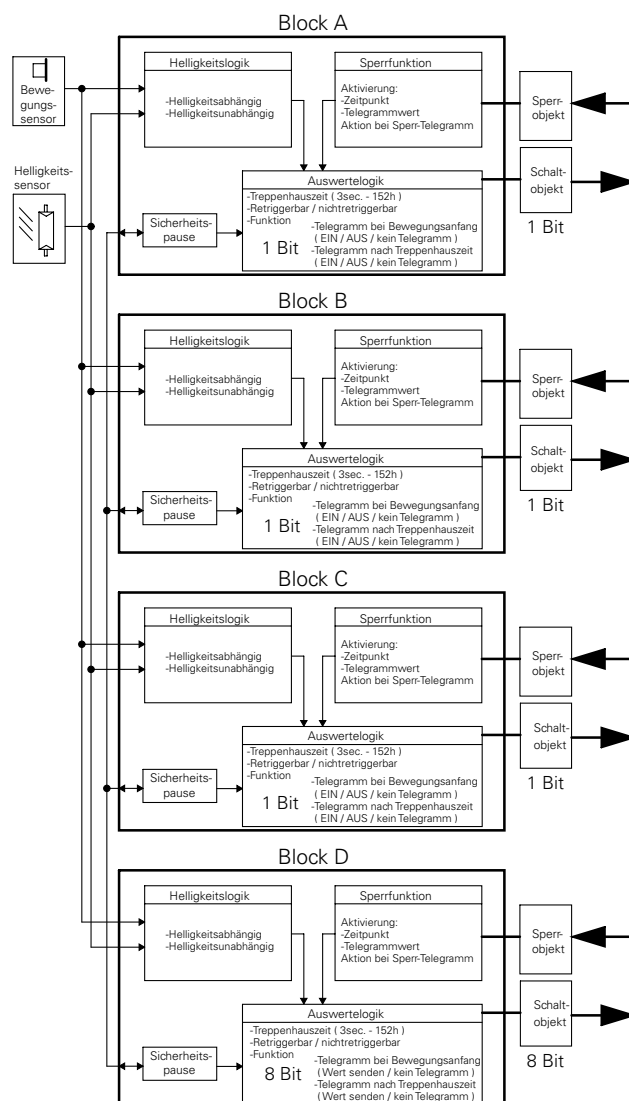 Block A
Bewe-
gungs-
sensor
Helligkeits-
sensor
Helligkeitslogik
-Helligkeitsabhängig
-Helligkeitsunabhängig
Sperrfunktion
Aktivierung:
-Zeitpunkt
-Telegrammwert
Aktion bei Sperr-Telegramm
Sperr-
objekt
Schalt-
objekt
1 Bit
Auswertelogik
-Treppenhauszeit ( 3sec. - 152h )
-Retriggerbar / nichtretriggerbar
-Funktion
1 Bit
-Telegramm bei Bewegungsanfang
( EIN / AUS / kein Telegramm )
-Telegramm nach Treppenhauszeit
( EIN / AUS / kein Telegramm )
Sicherheits-
pause
Block B
Helligkeitslogik
-Helligkeitsabhängig
-Helligkeitsunabhängig
Sperrfunktion
Aktivierung:
-Zeitpunkt
-Telegrammwert
Aktion bei Sperr-Telegramm
Sperr-
objekt
Schalt-
objekt
1 Bit
Auswertelogik
-Treppenhauszeit ( 3sec. - 152h )
-Retriggerbar / nichtretriggerbar
-Funktion
1 Bit
-Telegramm bei Bewegungsanfang
( EIN / AUS / kein Telegramm )
-Telegramm nach Treppenhauszeit
( EIN / AUS / kein Telegramm )
Sicherheits-
pause
Block C
Helligkeitslogik
-Helligkeitsabhängig
-Helligkeitsunabhängig
Sperrfunktion
Aktivierung:
-Zeitpunkt
-Telegrammwert
Aktion bei Sperr-Telegramm
Sperr-
objekt
Schalt-
objekt
1 Bit
Auswertelogik
-Treppenhauszeit ( 3sec. - 152h )
-Retriggerbar / nichtretriggerbar
-Funktion
1 Bit
-Telegramm bei Bewegungsanfang
( EIN / AUS / kein Telegramm )
-Telegramm nach Treppenhauszeit
( EIN / AUS / kein Telegramm )
Sicherheits-
pause
Block D
Helligkeitslogik
-Helligkeitsabhängig
-Helligkeitsunabhängig
Sperrfunktion
Aktivierung:
-Zeitpunkt
-Telegrammwert
Aktion bei Sperr-Telegramm
Sperr-
objekt
Schalt-
objekt
8 Bit
Auswertelogik
-Treppenhauszeit ( 3sec. - 152h )
-Retriggerbar / nichtretriggerbar
-Funktion
8 Bit
-Telegramm bei Bewegungsanfang
(Wert senden / kein Telegramm )
-Telegramm nach Treppenhauszeit
(Wert senden / kein Telegramm )
Sicherheits-
pause